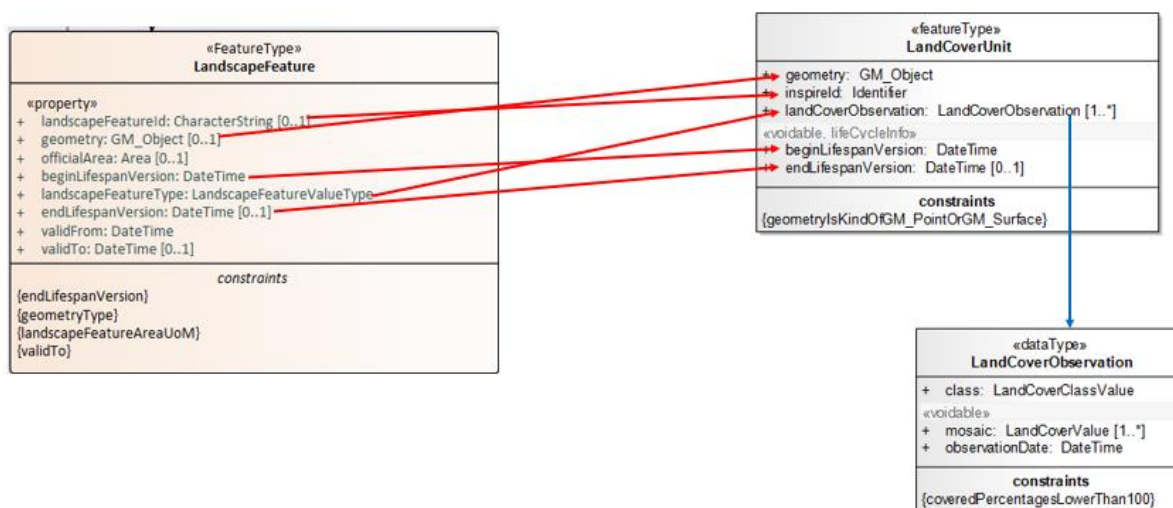 «FeatureType»
LandscapeFeature
«property»
+ landscapeFeatureId: CharacterString [0..1]
+ geometry: GM_Object [0..1]
+ officialArea: Area [0..1]
+ beginLifespanVersion: DateTime
+ landscapeFeatureType: LandscapeFeatureValueType
+ endLifespanVersion: DateTime [0..1]
+ validFrom: DateTime
+ validTo: DateTime [0..1]
constraints
{endLifespanVersion}
{geometryType}
{landscapeFeatureAreaUoM}
{validTo}
«featureType»
LandCoverUnit
+ geometry: GM_Object
+ inspireId: Identifier
+ landCoverObservation: LandCoverObservation [1..*]
«voidable, lifeCycleInfo»
+ beginLifespanVersion: DateTime
+ endLifespanVersion: DateTime [0..1]
constraints
{geometryIsKindOfGM_PointOrGM_Surface}
«dataType»
LandCoverObservation
+ class: LandCoverClassValue
«voidable»
+ mosaic: LandCoverValue [1..*]
+ observationDate: DateTime
constraints
{coveredPercentagesLowerThan100}